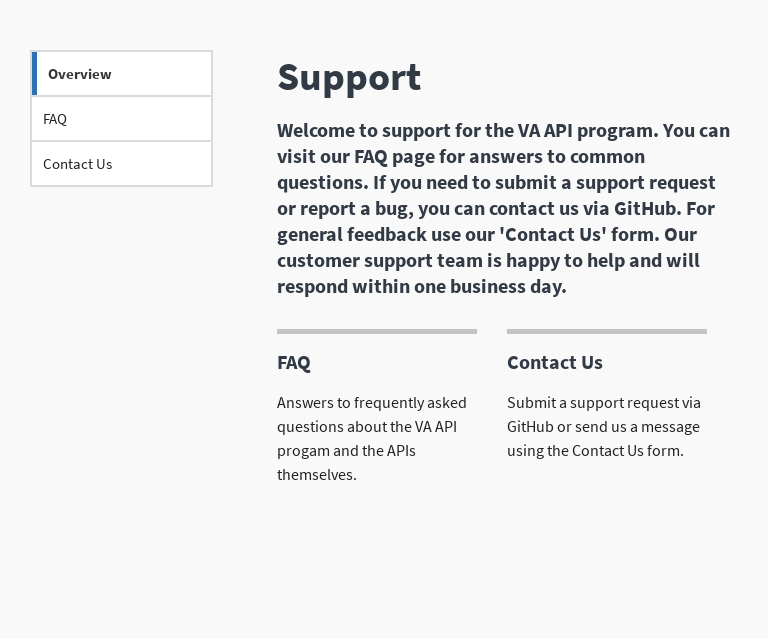 Overview
FAQ
Contact Us
Support
Welcome to support for the VA API program. You can
visit our FAQ page for answers to common
questions. If you need to submit a support request
or report a bug, you can contact us via GitHub. For
general feedback use our 'Contact Us' form. Our
customer support team is happy to help and will
respond within one business day.
FAQ
Answers to frequently asked
questions about the VA API
progam and the APIs
themselves.
Contact Us
Submit a support request via
GitHub or send us a message
using the Contact Us form.